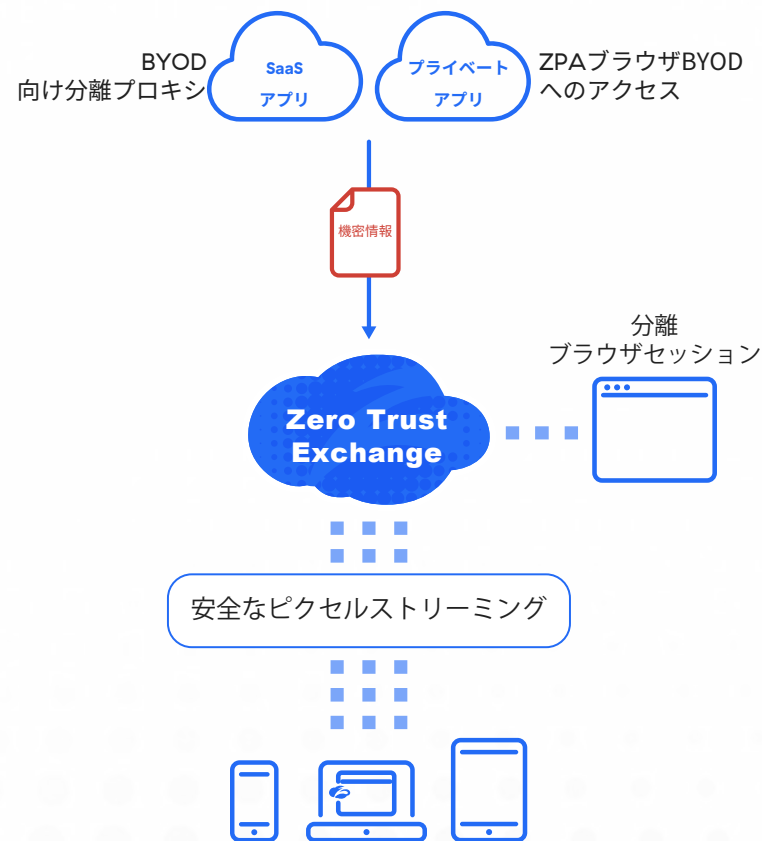 BYOD
向け分離プロキシ
SaaS
アプリ
プライベート
アプリ
ZPAブラウザBYOD
へのアクセス
機密情報
分離
ブラウザセッション
Zero Trust
Exchange
安全なピクセルストリーミング